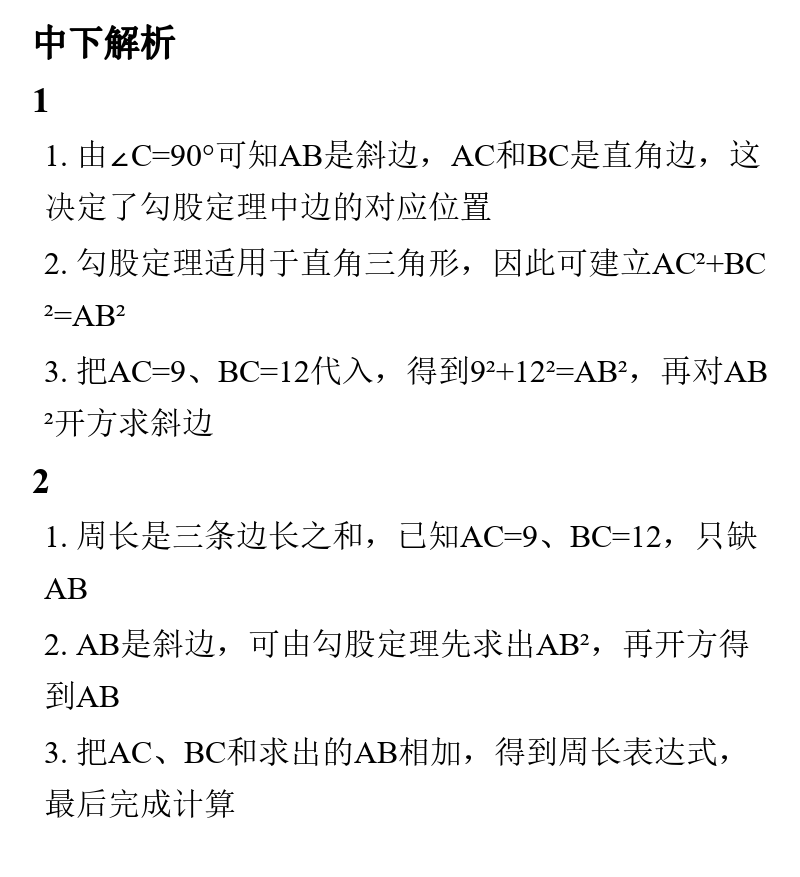 中下解析
1
1. 由∠C=90°可知AB是斜边，AC和BC是直角边，这
决定了勾股定理中边的对应位置
2. 勾股定理适用于直角三角形，因此可建立AC²+BC
²=AB²
3. 把AC=9、BC=12代入，得到9²+12²=AB²，再对AB
²开方求斜边
2
1. 周长是三条边长之和，已知AC=9、BC=12，只缺
AB
2. AB是斜边，可由勾股定理先求出AB²，再开方得
到AB
3. 把AC、BC和求出的AB相加，得到周长表达式，
最后完成计算